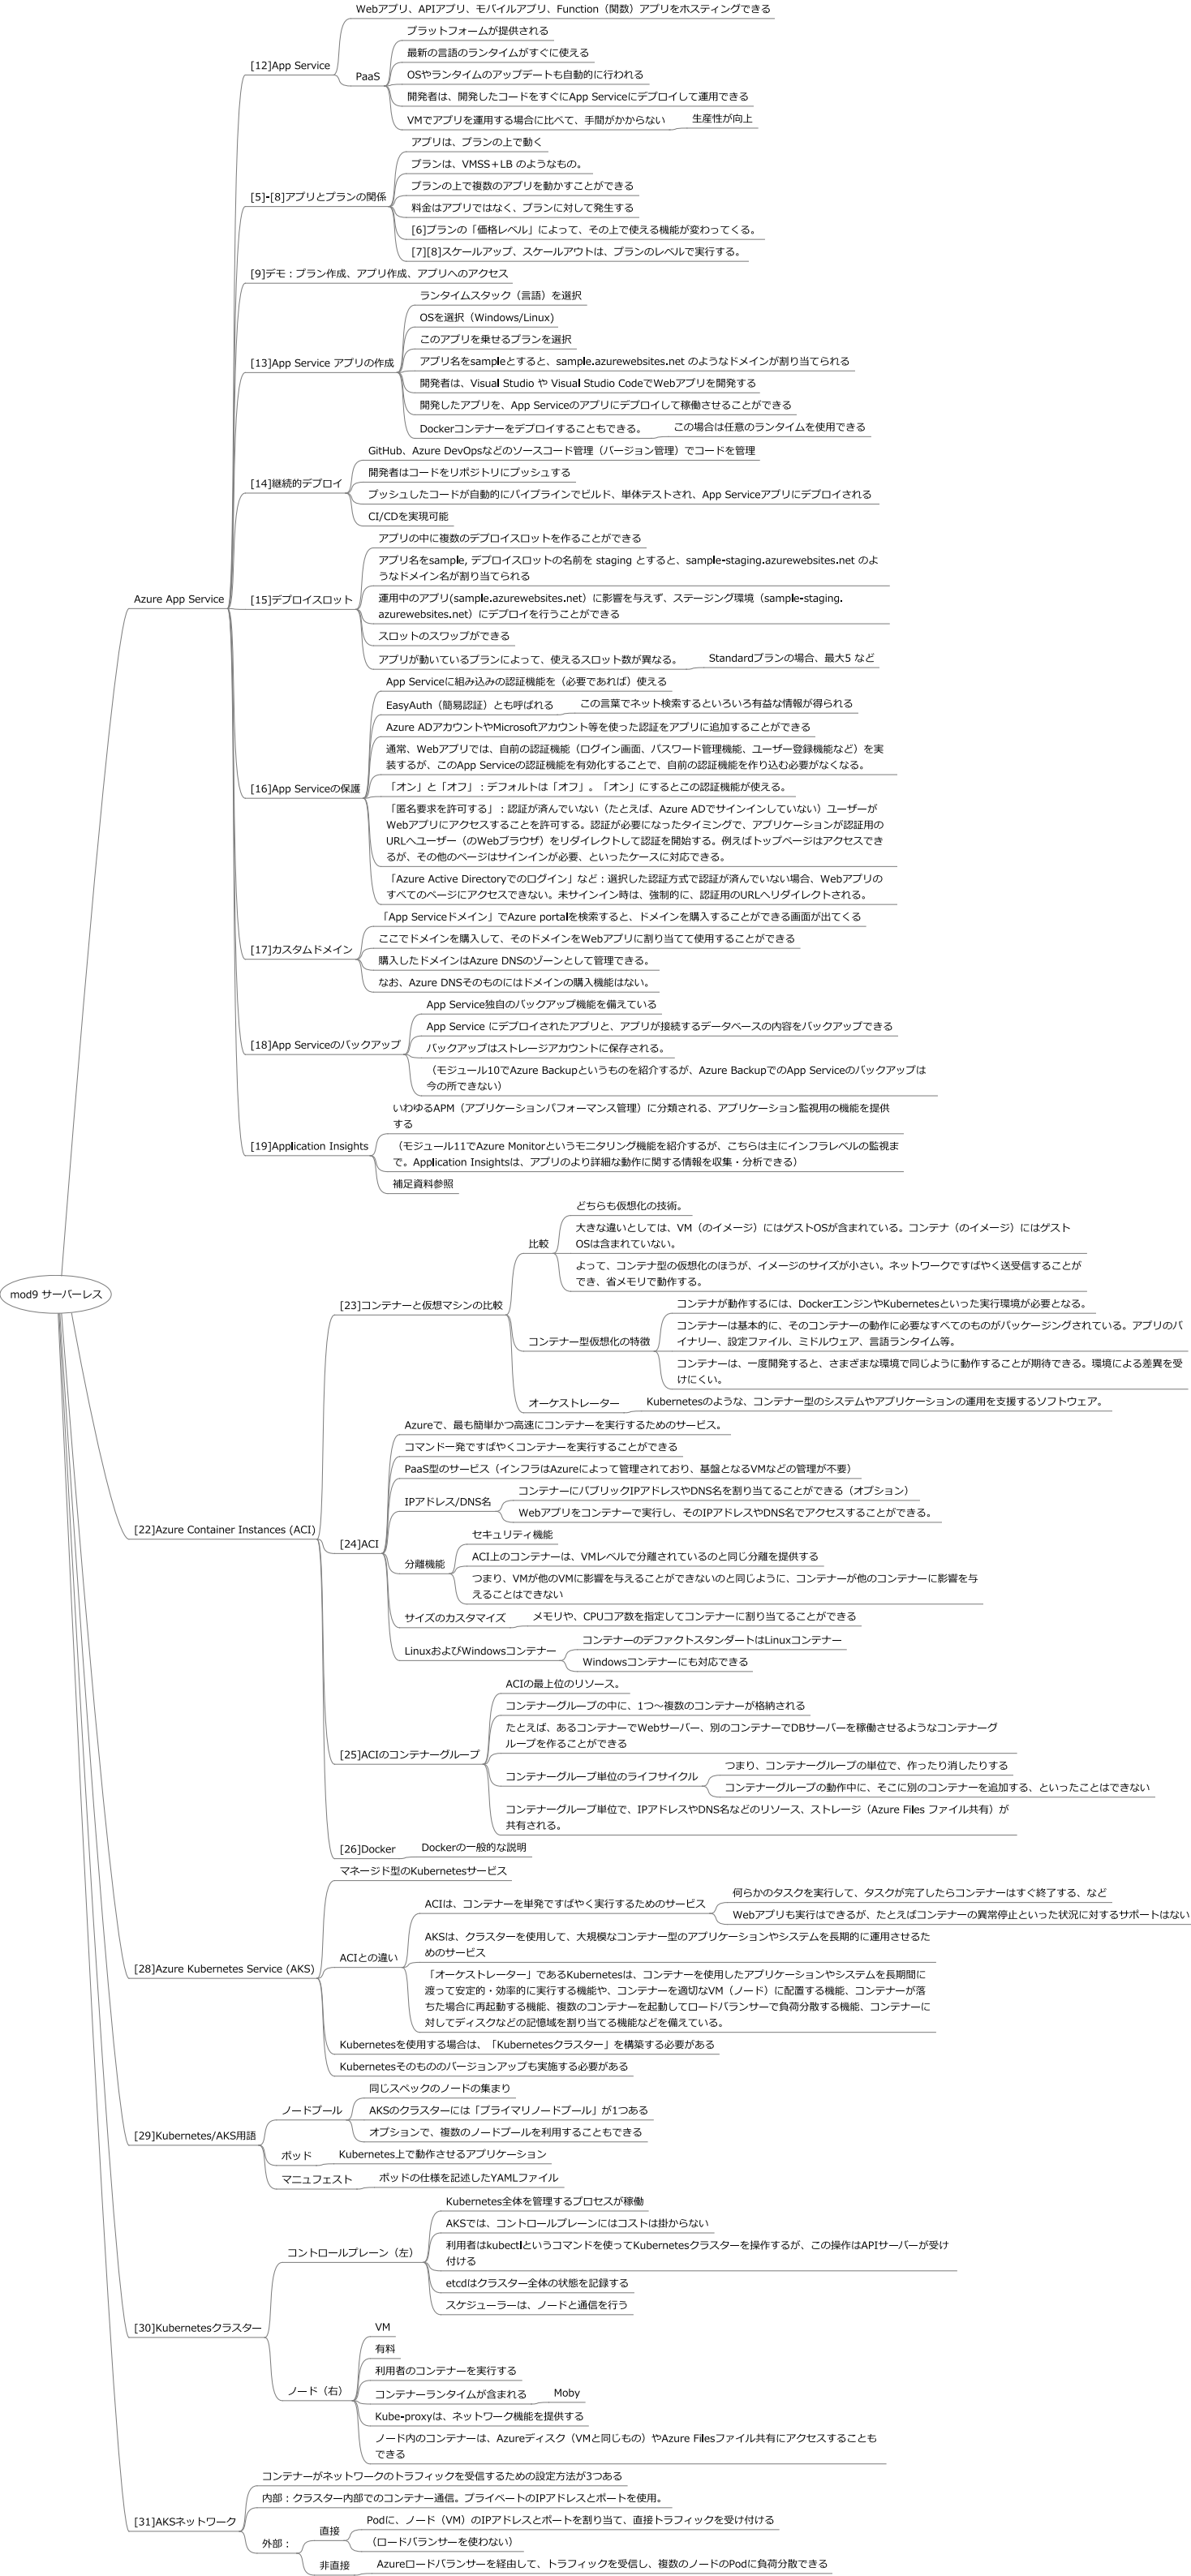 Webアプリ、APIアプリ、モバイルアプリ、Function（関数）アプリをホスティングできる
プラットフォームが提供される
最新の言語のランタイムがすぐに使える
[12]App Service
PaaS
OSやランタイムのアップデートも自動的に行われる
開発者は、開発したコードをすぐにApp Serviceにデプロイして運用できる
VMでアプリを運用する場合に比べて、手間がかからない
生産性が向上
アプリは、プランの上で動く
プランは、VMSS＋LB のようなもの。
プランの上で複数のアプリを動かすことができる
[5]-[8]アプリとプランの関係
料金はアプリではなく、プランに対して発生する
[6]プランの「価格レベル」によって、その上で使える機能が変わってくる。
[7][8]スケールアップ、スケールアウトは、プランのレベルで実行する。
[9]デモ：プラン作成、アプリ作成、アプリへのアクセス
ランタイムスタック（言語）を選択
OSを選択（Windows/Linux)
このアプリを乗せるプランを選択
[13]App Service アプリの作成
アプリ名をsampleとすると、sample.azurewebsites.net のようなドメインが割り当てられる
開発者は、Visual Studio や Visual Studio CodeでWebアプリを開発する
開発したアプリを、App Serviceのアプリにデプロイして稼働させることができる
Dockerコンテナーをデプロイすることもできる。
この場合は任意のランタイムを使用できる
GitHub、Azure DevOpsなどのソースコード管理（バージョン管理）でコードを管理
開発者はコードをリポジトリにプッシュする
[14]継続的デプロイ
プッシュしたコードが自動的にパイプラインでビルド、単体テストされ、App Serviceアプリにデプロイされる
CI/CDを実現可能
アプリの中に複数のデプロイスロットを作ることができる
アプリ名をsample, デプロイスロットの名前を staging とすると、sample-staging.azurewebsites.net のよ
うなドメイン名が割り当てられる
Azure App Service
[15]デプロイスロット
運用中のアプリ(sample.azurewebsites.net）に影響を与えず、ステージング環境（sample-staging.
azurewebsites.net）にデプロイを行うことができる
スロットのスワップができる
アプリが動いているプランによって、使えるスロット数が異なる。
Standardプランの場合、最大5 など
App Serviceに組み込みの認証機能を（必要であれば）使える
EasyAuth（簡易認証）とも呼ばれる
この言葉でネット検索するといろいろ有益な情報が得られる
Azure ADアカウントやMicrosoftアカウント等を使った認証をアプリに追加することができる
通常、Webアプリでは、自前の認証機能（ログイン画面、パスワード管理機能、ユーザー登録機能など）を実
装するが、このApp Serviceの認証機能を有効化することで、自前の認証機能を作り込む必要がなくなる。
[16]App Serviceの保護
「オン」と「オフ」：デフォルトは「オフ」。「オン」にするとこの認証機能が使える。
「匿名要求を許可する」：認証が済んでいない（たとえば、Azure ADでサインインしていない）ユーザーが
Webアプリにアクセスすることを許可する。認証が必要になったタイミングで、アプリケーションが認証用の
URLへユーザー（のWebブラウザ）をリダイレクトして認証を開始する。例えばトップページはアクセスでき
るが、その他のページはサインインが必要、といったケースに対応できる。
「Azure Active Directoryでのログイン」など：選択した認証方式で認証が済んでいない場合、Webアプリの
すべてのページにアクセスできない。未サインイン時は、強制的に、認証用のURLへリダイレクトされる。
「App Serviceドメイン」でAzure portalを検索すると、ドメインを購入することができる画面が出てくる
ここでドメインを購入して、そのドメインをWebアプリに割り当てて使用することができる
[17]カスタムドメイン
購入したドメインはAzure DNSのゾーンとして管理できる。
なお、Azure DNSそのものにはドメインの購入機能はない。
App Service独自のバックアップ機能を備えている
App Service にデプロイされたアプリと、アプリが接続するデータベースの内容をバックアップできる
[18]App Serviceのバックアップ
バックアップはストレージアカウントに保存される。
（モジュール10でAzure Backupというものを紹介するが、Azure BackupでのApp Serviceのバックアップは
今の所できない）
いわゆるAPM（アプリケーションパフォーマンス管理）に分類される、アプリケーション監視用の機能を提供
する
[19]Application Insights
（モジュール11でAzure Monitorというモニタリング機能を紹介するが、こちらは主にインフラレベルの監視ま
で。Application Insightsは、アプリのより詳細な動作に関する情報を収集・分析できる）
補足資料参照
mod9 サーバーレス
どちらも仮想化の技術。
比較
大きな違いとしては、VM（のイメージ）にはゲストOSが含まれている。コンテナ（のイメージ）にはゲスト
OSは含まれていない。
よって、コンテナ型の仮想化のほうが、イメージのサイズが小さい。ネットワークですばやく送受信することが
でき、省メモリで動作する。
[23]コンテナーと仮想マシンの比較
コンテナが動作するには、DockerエンジンやKubernetesといった実行環境が必要となる。
コンテナー型仮想化の特徴
コンテナーは基本的に、そのコンテナーの動作に必要なすべてのものがパッケージングされている。アプリのバ
イナリー、設定ファイル、ミドルウェア、言語ランタイム等。
コンテナーは、一度開発すると、さまざまな環境で同じように動作することが期待できる。環境による差異を受
けにくい。
オーケストレーター
Kubernetesのような、コンテナー型のシステムやアプリケーションの運用を支援するソフトウェア。
Azureで、最も簡単かつ高速にコンテナーを実行するためのサービス。
コマンド一発ですばやくコンテナーを実行することができる
PaaS型のサービス（インフラはAzureによって管理されており、基盤となるVMなどの管理が不要）
IPアドレス/DNS名
コンテナーにパブリックIPアドレスやDNS名を割り当てることができる（オプション）
Webアプリをコンテナーで実行し、そのIPアドレスやDNS名でアクセスすることができる。
[22]Azure Container Instances (ACI)
[24]ACI
分離機能
セキュリティ機能
ACI上のコンテナーは、VMレベルで分離されているのと同じ分離を提供する
つまり、VMが他のVMに影響を与えることができないのと同じように、コンテナーが他のコンテナーに影響を与
えることはできない
サイズのカスタマイズ
メモリや、CPUコア数を指定してコンテナーに割り当てることができる
LinuxおよびWindowsコンテナー
コンテナーのデファクトスタンダートはLinuxコンテナー
Windowsコンテナーにも対応できる
ACIの最上位のリソース。
コンテナーグループの中に、1つ～複数のコンテナーが格納される
たとえば、あるコンテナーでWebサーバー、別のコンテナーでDBサーバーを稼働させるようなコンテナーグ
ループを作ることができる
[25]ACIのコンテナーグループ
コンテナーグループ単位のライフサイクル
つまり、コンテナーグループの単位で、作ったり消したりする
コンテナーグループの動作中に、そこに別のコンテナーを追加する、といったことはできない
コンテナーグループ単位で、IPアドレスやDNS名などのリソース、ストレージ（Azure Files ファイル共有）が
共有される。
[26]Docker
Dockerの一般的な説明
マネージド型のKubernetesサービス
ACIは、コンテナーを単発ですばやく実行するためのサービス
何らかのタスクを実行して、タスクが完了したらコンテナーはすぐ終了する、など
Webアプリも実行はできるが、たとえばコンテナーの異常停止といった状況に対するサポートはない
ACIとの違い
AKSは、クラスターを使用して、大規模なコンテナー型のアプリケーションやシステムを長期的に運用させるた
めのサービス
[28]Azure Kubernetes Service (AKS)
「オーケストレーター」であるKubernetesは、コンテナーを使用したアプリケーションやシステムを長期間に
渡って安定的・効率的に実行する機能や、コンテナーを適切なVM（ノード）に配置する機能、コンテナーが落
ちた場合に再起動する機能、複数のコンテナーを起動してロードバランサーで負荷分散する機能、コンテナーに
対してディスクなどの記憶域を割り当てる機能などを備えている。
Kubernetesを使用する場合は、「Kubernetesクラスター」を構築する必要がある
Kubernetesそのもののバージョンアップも実施する必要がある
ノードプール
同じスペックのノードの集まり
AKSのクラスターには「プライマリノードプール」が1つある
オプションで、複数のノードプールを利用することもできる
[29]Kubernetes/AKS用語
ポッド
Kubernetes上で動作させるアプリケーション
マニュフェスト
ポッドの仕様を記述したYAMLファイル
Kubernetes全体を管理するプロセスが稼働
AKSでは、コントロールプレーンにはコストは掛からない
コントロールプレーン（左）
利用者はkubectlというコマンドを使ってKubernetesクラスターを操作するが、この操作はAPIサーバーが受け
付ける
etcdはクラスター全体の状態を記録する
スケジューラーは、ノードと通信を行う
[30]Kubernetesクラスター
VM
有料
利用者のコンテナーを実行する
ノード（右）
コンテナーランタイムが含まれる
Moby
Kube-proxyは、ネットワーク機能を提供する
ノード内のコンテナーは、Azureディスク（VMと同じもの）やAzure Filesファイル共有にアクセスすることも
できる
コンテナーがネットワークのトラフィックを受信するための設定方法が3つある
内部：クラスター内部でのコンテナー通信。プライベートのIPアドレスとポートを使用。
[31]AKSネットワーク
外部：
直接
Podに、ノード（VM）のIPアドレスとポートを割り当て、直接トラフィックを受け付ける
（ロードバランサーを使わない）
非直接
Azureロードバランサーを経由して、トラフィックを受信し、複数のノードのPodに負荷分散できる